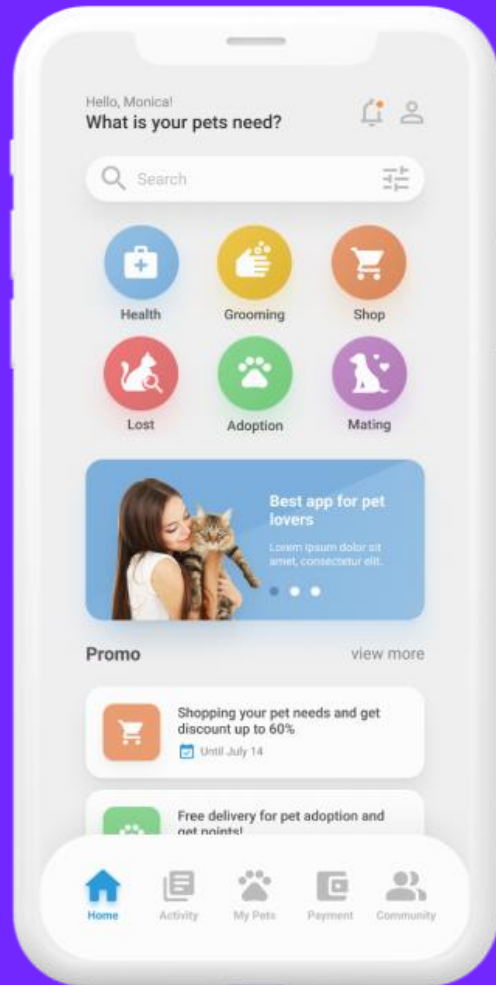 Hello, Monica!
What is your pets need?
Search
Health
Grooming
Shop
Lost
Adoption
Mating
Best app for pet
lovers
Lorem ipsum dolor sit
amet, consectetur elit.
Promo
view more
Shopping your pet needs and get
discount up to 60%
Until July 14
Free delivery for pet adoption and
get points!
Home
Activity
My Pets
Payment
Community